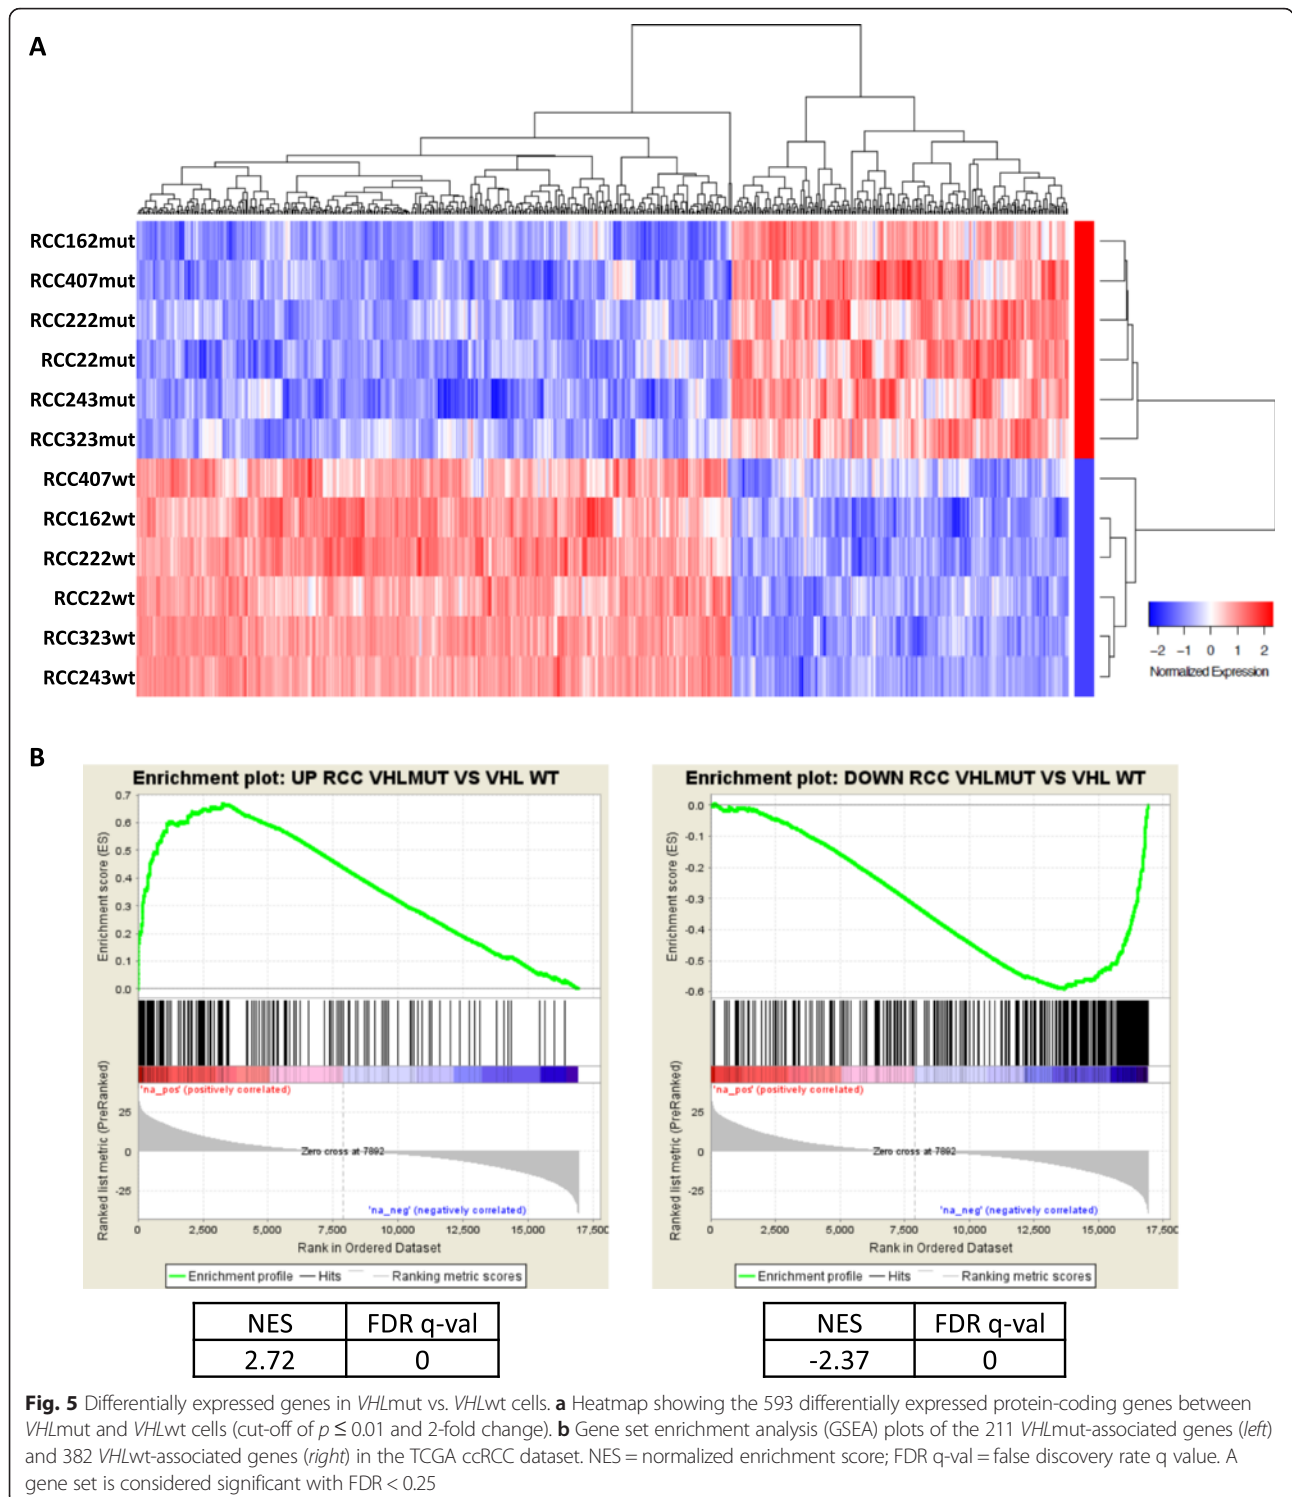 A
RCC162mut
RCC407mut
RCC222mut
RCC22mut
RCC243mut
RCC323mut
RCC407wt
RCC162wt
RCC222wt
RCC22wt
RCC323wt
RCC243wt
−2 −1 0 1 2
Normalized Expression
B
Enrichment plot: UP RCC VHLMUT VS VHL WT
Enrichment score (ES)
0.7
0.6
0.5
0.4
0.3
0.2
0.1
0.0
'na_pos' (positively correlated)
Ranked list metric (PreRanked)
25
0
-25
Zero cross at 7892
'na_neg' (negatively correlated)
0 2,500 5,000 7,500 10,000 12,500 15,000 17,500
Rank in Ordered Dataset
Enrichment profile Hits Ranking metric scores
NES FDR q-val
2.72 0
Enrichment plot: DOWN RCC VHLMUT VS VHL WT
Enrichment score (ES)
0.0
-0.1
-0.2
-0.3
-0.4
-0.5
-0.6
'na_pos' (positively correlated)
Ranked list metric (PreRanked)
25
0
-25
Zero cross at 7892
'na_neg' (negatively correlated)
0 2,500 5,000 7,500 10,000 12,500 15,000 17,500
Rank in Ordered Dataset
Enrichment profile Hits Ranking metric scores
NES FDR q-val
-2.37 0
Fig. 5 Differentially expressed genes in VHLmut vs. VHLwt cells. a Heatmap showing the 593 differentially expressed protein-coding genes between
VHLmut and VHLwt cells (cut-off of p ≤ 0.01 and 2-fold change). b Gene set enrichment analysis (GSEA) plots of the 211 VHLmut-associated genes (left)
and 382 VHLwt-associated genes (right) in the TCGA ccRCC dataset. NES = normalized enrichment score; FDR q-val = false discovery rate q value. A
gene set is considered significant with FDR < 0.25